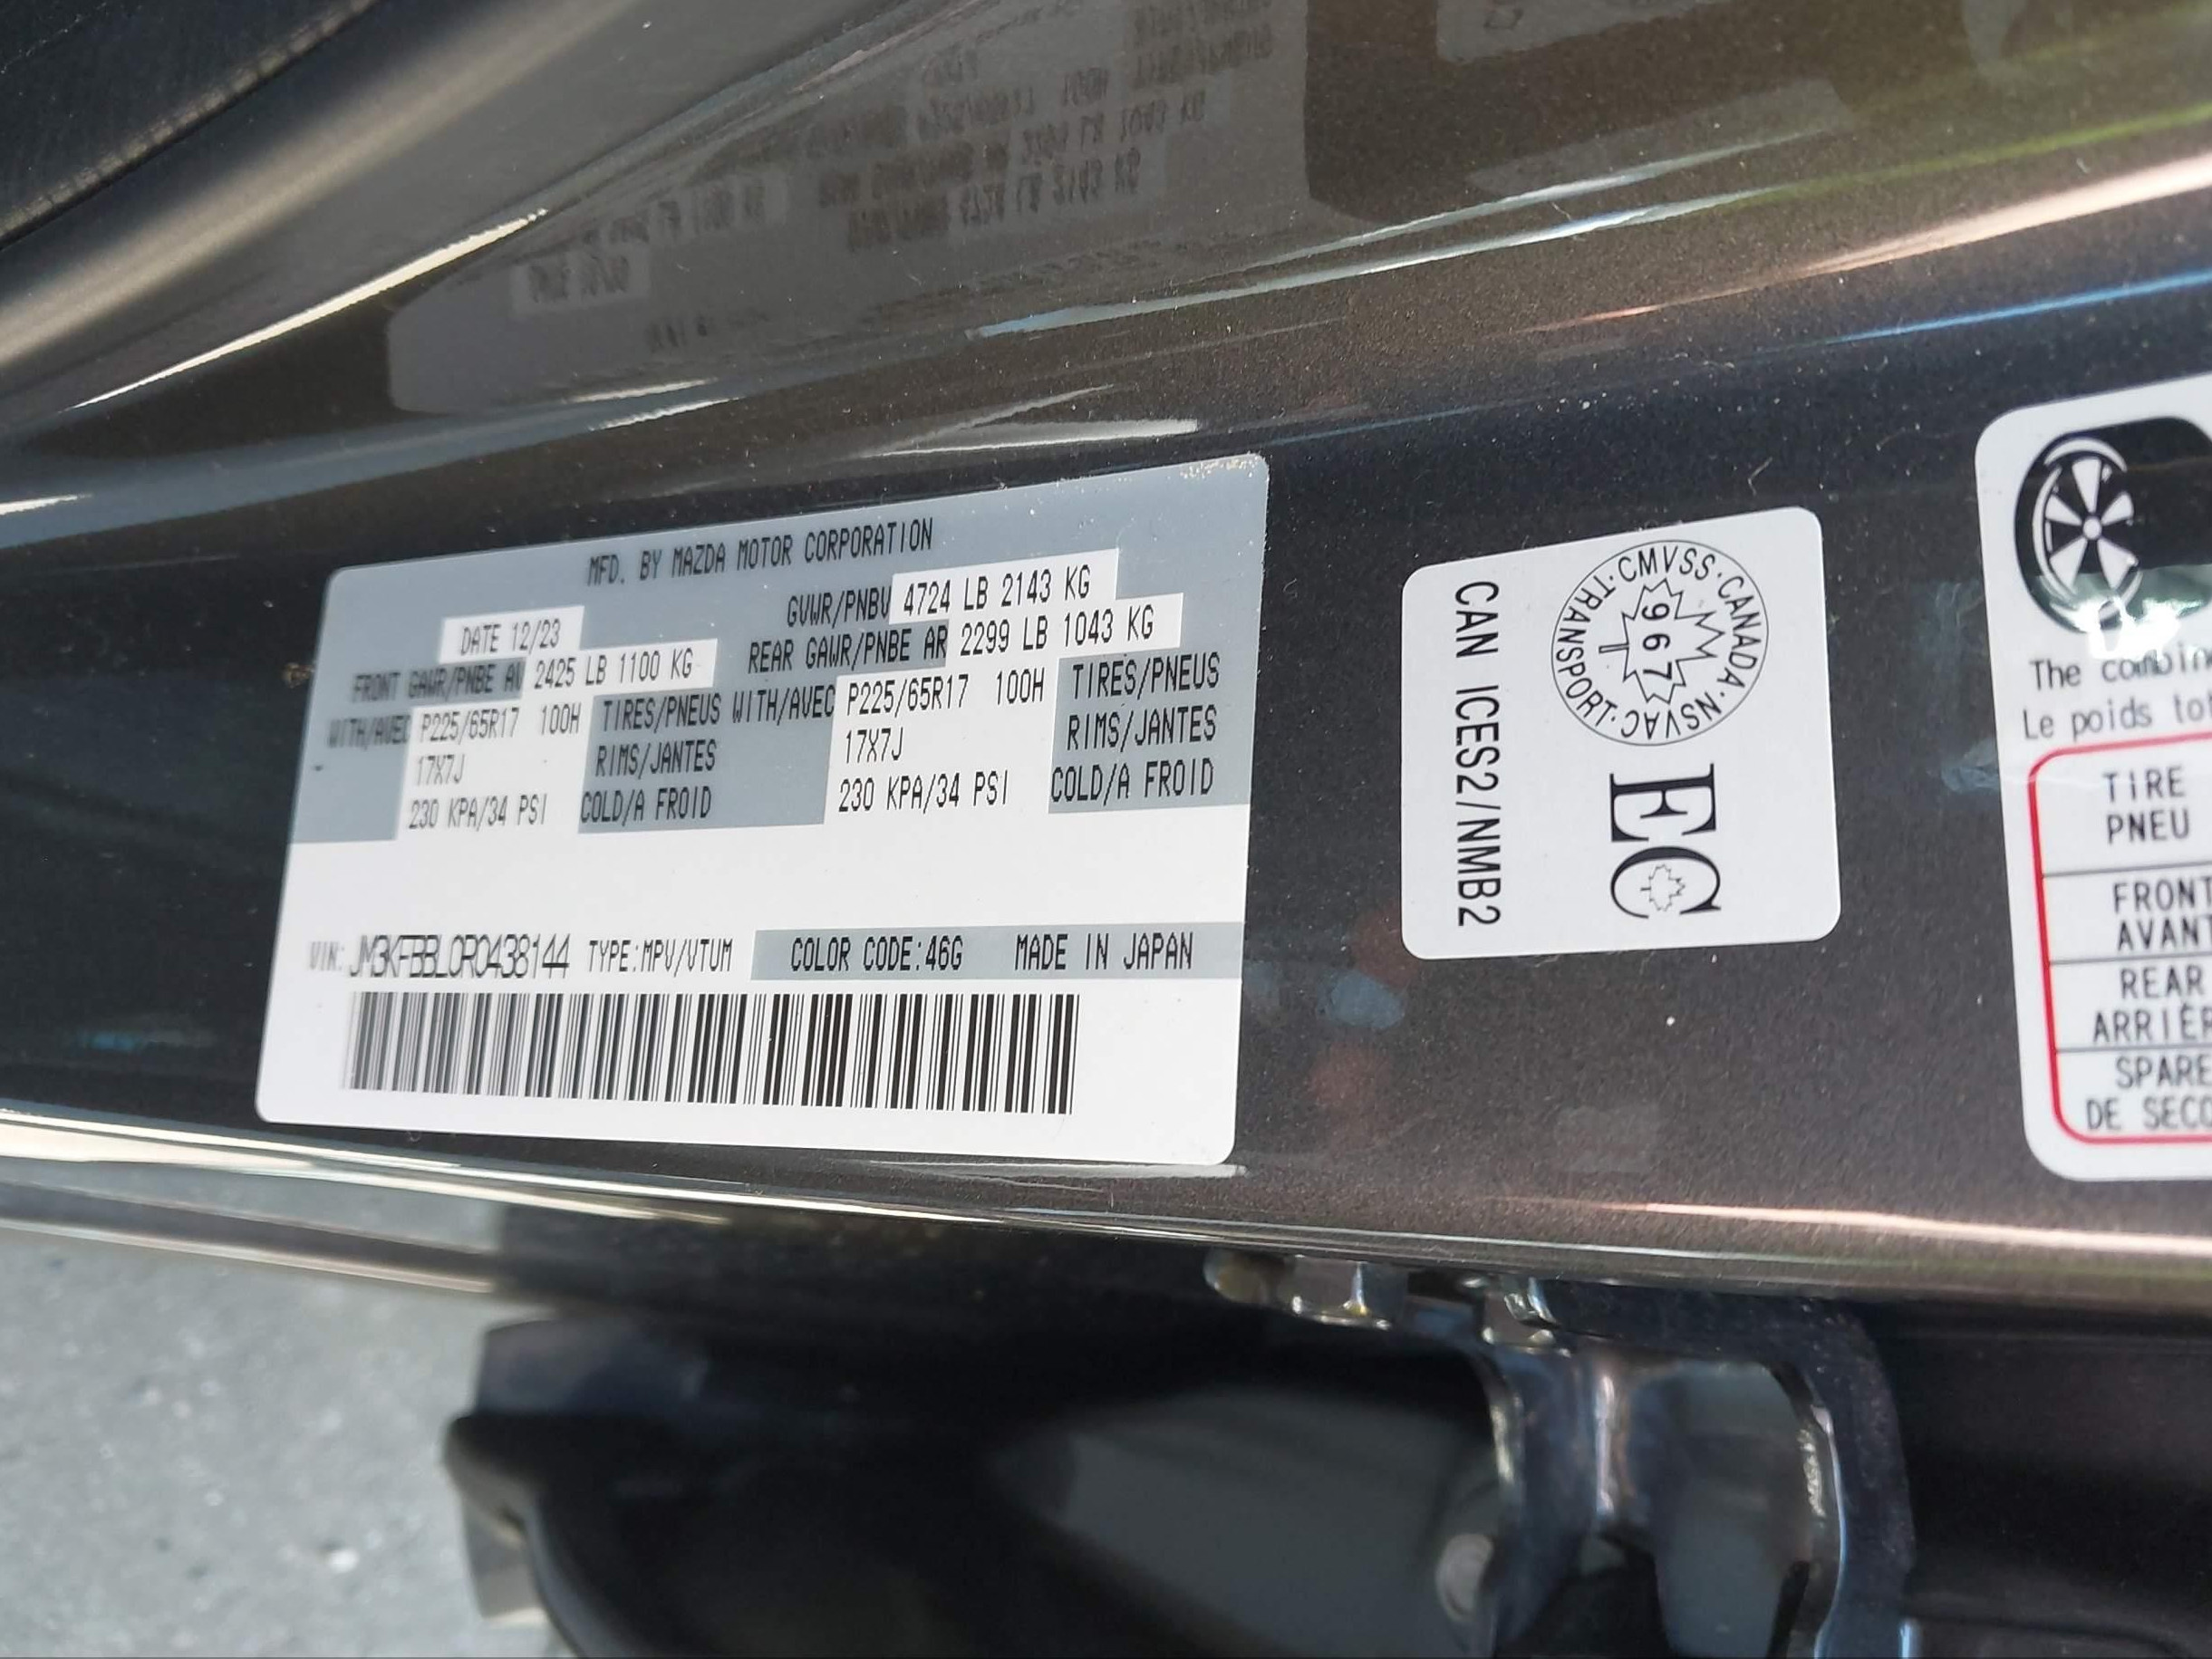 MFD. BY MAZDA MOTOR CORPORATION
DATE 12/23
GVWR/PNBV 4724 LB 2143 KG
FRONT GAWR/PNBE AV 2425 LB 1100 KG
REAR GAWR/PNBE AR 2299 LB 1043 KG
WITH/AVEC P225/65R17 100H TIRES/PNEUS WITH/AVEC P225/65R17 100H TIRES/PNEUS
17X7J RIMS/JANTES 17X7J RIMS/JANTES
230 KPA/34 PSI COLD/A FROID 230 KPA/34 PSI COLD/A FROID
VIN: JM3KFBBL0R0438144 TYPE:MPV/VTUM COLOR CODE:46G MADE IN JAPAN
CAN ICES2/NMB2
CMVSS·CANADA·NSVAC·TRANSPORT·
967
EC
The
Le poids
TIRE
PNEU
FRONT
AVANT
REAR
SPARE
DE